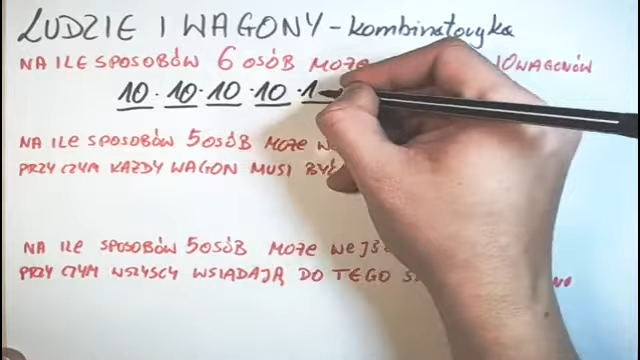 LUDZIE I WAGONY - kombinatoryka
NA ILE SPOSOBÓW 6 OSÓB MOŻE 10 WAGONÓW
10 · 10 · 10 · 10 · 1
NA ILE SPOSOBÓW 5 OSÓB MOŻE
PRZY CZYM KAŻDY WAGON MUSI
NA ILE SPOSOBÓW 5 OSÓB MOŻE
PRZY CZYM WSZYSCY WSIADAJĄ DO TEGO